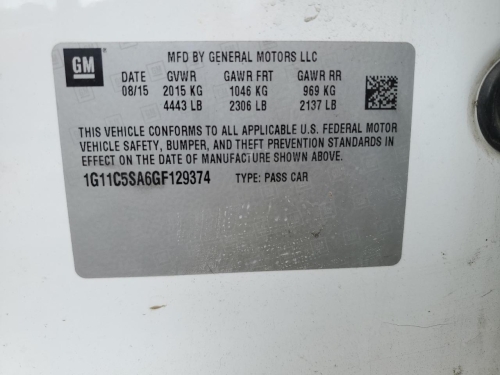 GM
MFD BY GENERAL MOTORS LLC
DATE GVWR GAWR FRT GAWR RR
08/15 2015 KG 1046 KG 969 KG
4443 LB 2306 LB 2137 LB
THIS VEHICLE CONFORMS TO ALL APPLICABLE U.S. FEDERAL MOTOR
VEHICLE SAFETY, BUMPER, AND THEFT PREVENTION STANDARDS IN
EFFECT ON THE DATE OF MANUFACTURE SHOWN ABOVE.
1G11C5SA6GF129374 TYPE: PASS CAR